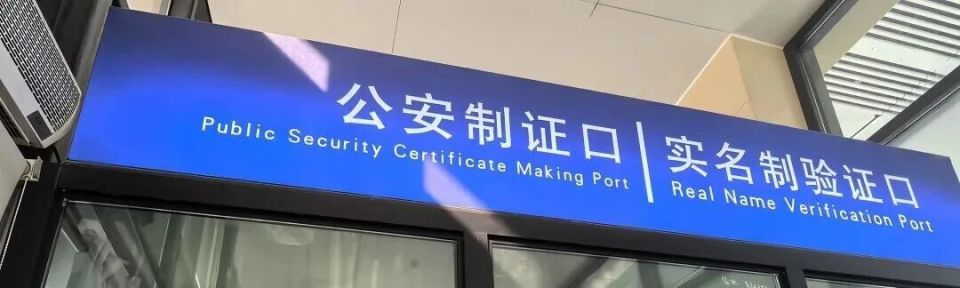 公安制证口
Public Security Certificate Making Port
实名制验证口
Real Name Verification Port